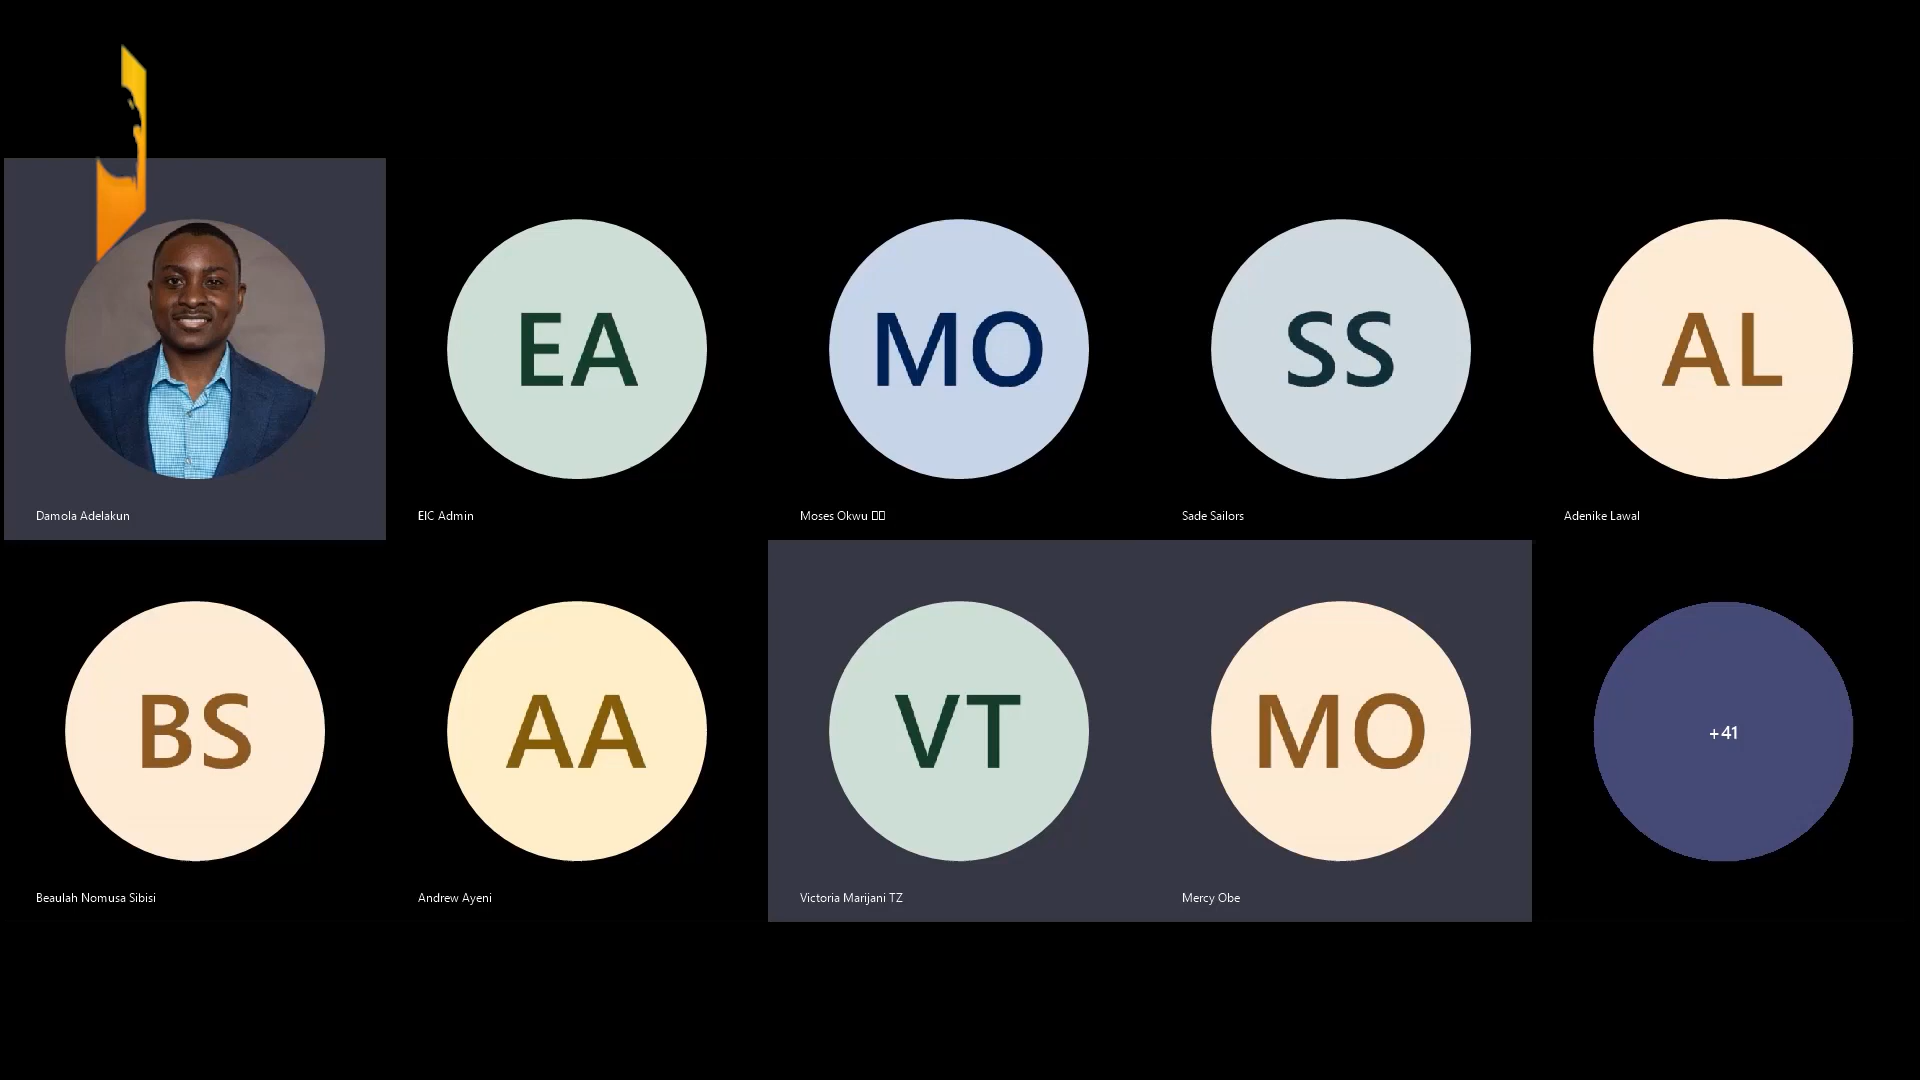 EA
MO
SS
AL
Damola Adelakun
EIC Admin
Moses Okwu
Sade Sailors
Adenike Lawal
BS
AA
VT
MO
+41
Beaulah Nomusa Sibisi
Andrew Ayeni
Victoria Marijani TZ
Mercy Obe